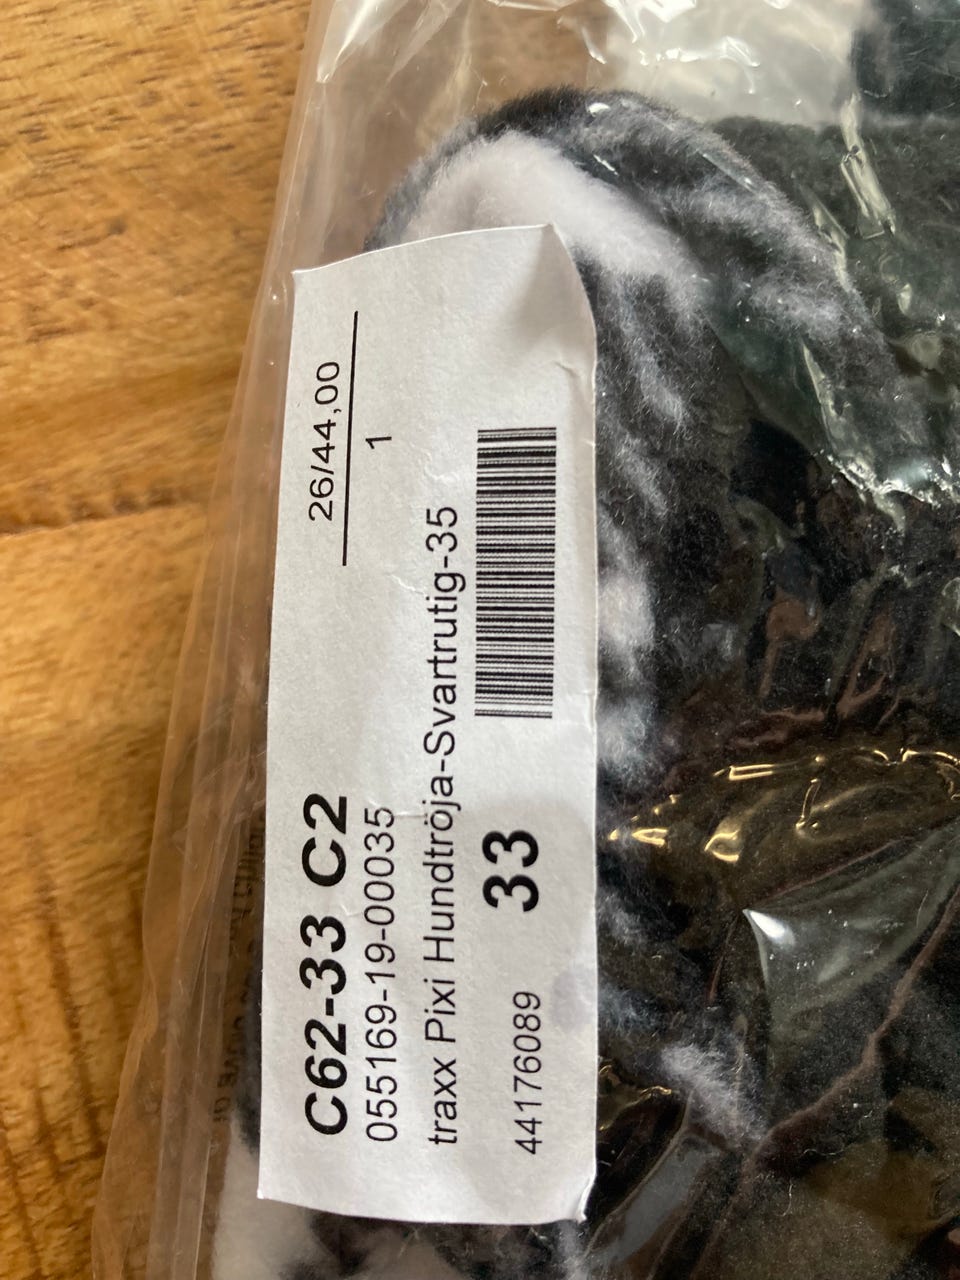 C62-33 C2 26/44,00
055169-19-00035 1
traxx Pixi Hundtröja-Svartrutig-35
44176089 33